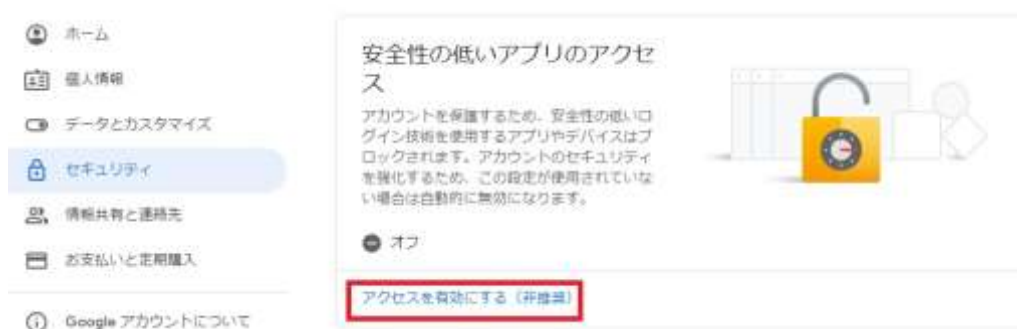 ホーム
個人情報
データとカスタマイズ
セキュリティ
情報共有と連絡先
お支払いと定期購入
Google アカウントについて
安全性の低いアプリのアクセ
ス
アカウントを保護するため、安全性の低いロ
グイン技術を使用するアプリやデバイスはブ
ロックされます。アカウントのセキュリティ
を強化するため、この設定が使用されていな
い場合は自動的に無効になります。
オフ
アクセスを有効にする（非推奨）